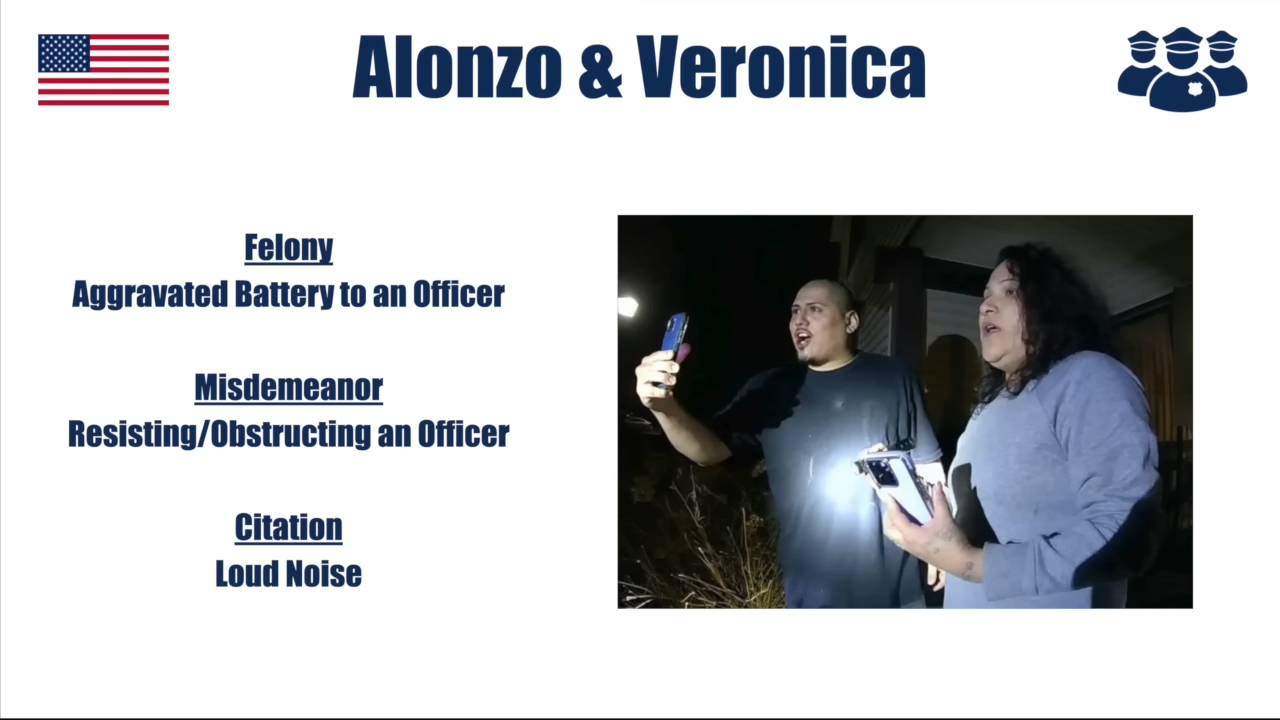 Alonzo & Veronica
Felony
Aggravated Battery to an Officer
Misdemeanor
Resisting/Obstructing an Officer
Citation
Loud Noise